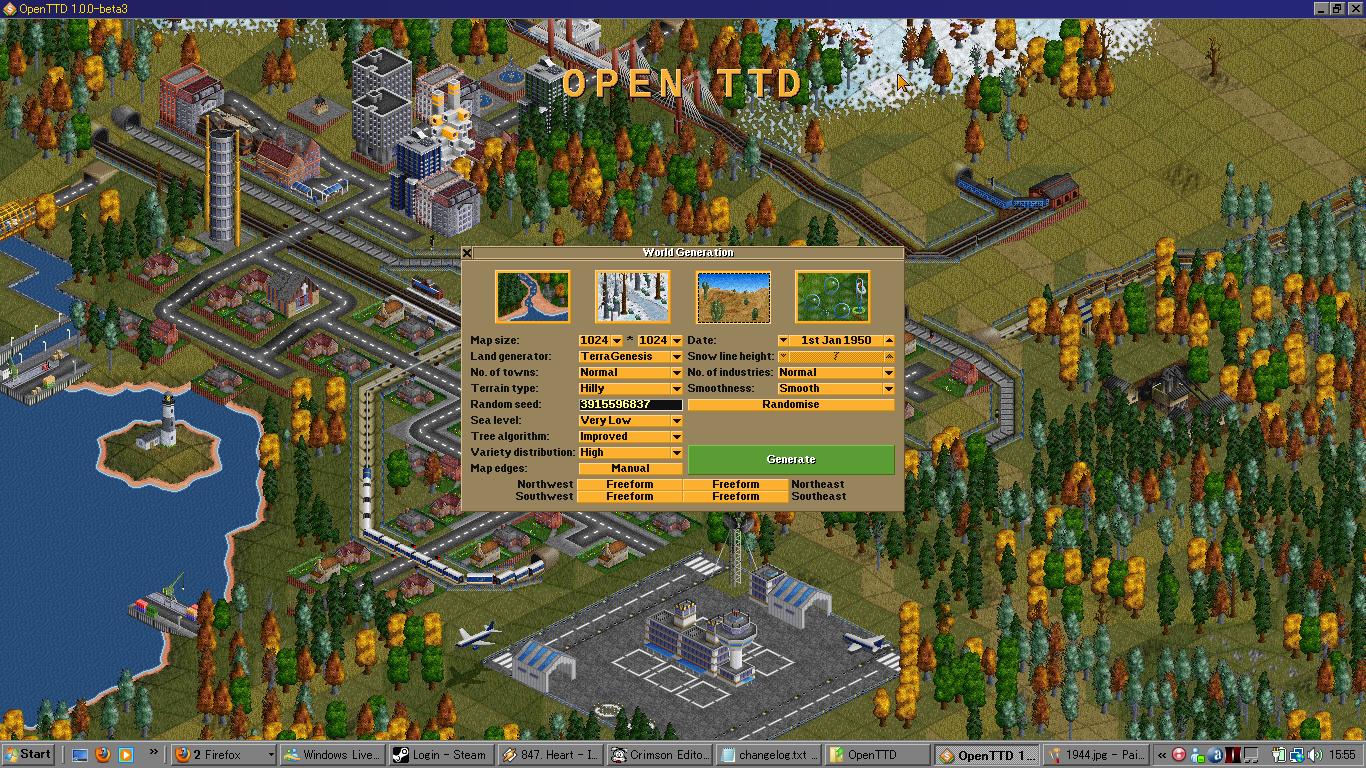 OpenTTD 1.0.0-beta3
OPEN TTD
World Generation
Map size: 1024 * 1024 Date: 1st Jan 1950
Land generator: TerraGenesis Snow line height: 7
No. of towns: Normal No. of industries: Normal
Terrain type: Hilly Smoothness: Smooth
Random seed: 3915596837 Randomise
Sea level: Very Low
Tree algorithm: Improved
Variety distribution: High Generate
Map edges: Manual
Northwest Freeform Freeform Northeast
Southwest Freeform Freeform Southeast
Start » 2 Firefox Windows Live... Login - Steam 847. Heart - I... Crimson Edito... changelog.txt ... OpenTTD OpenTTD 1 ... 1944.jpg - Pai... « 15:55